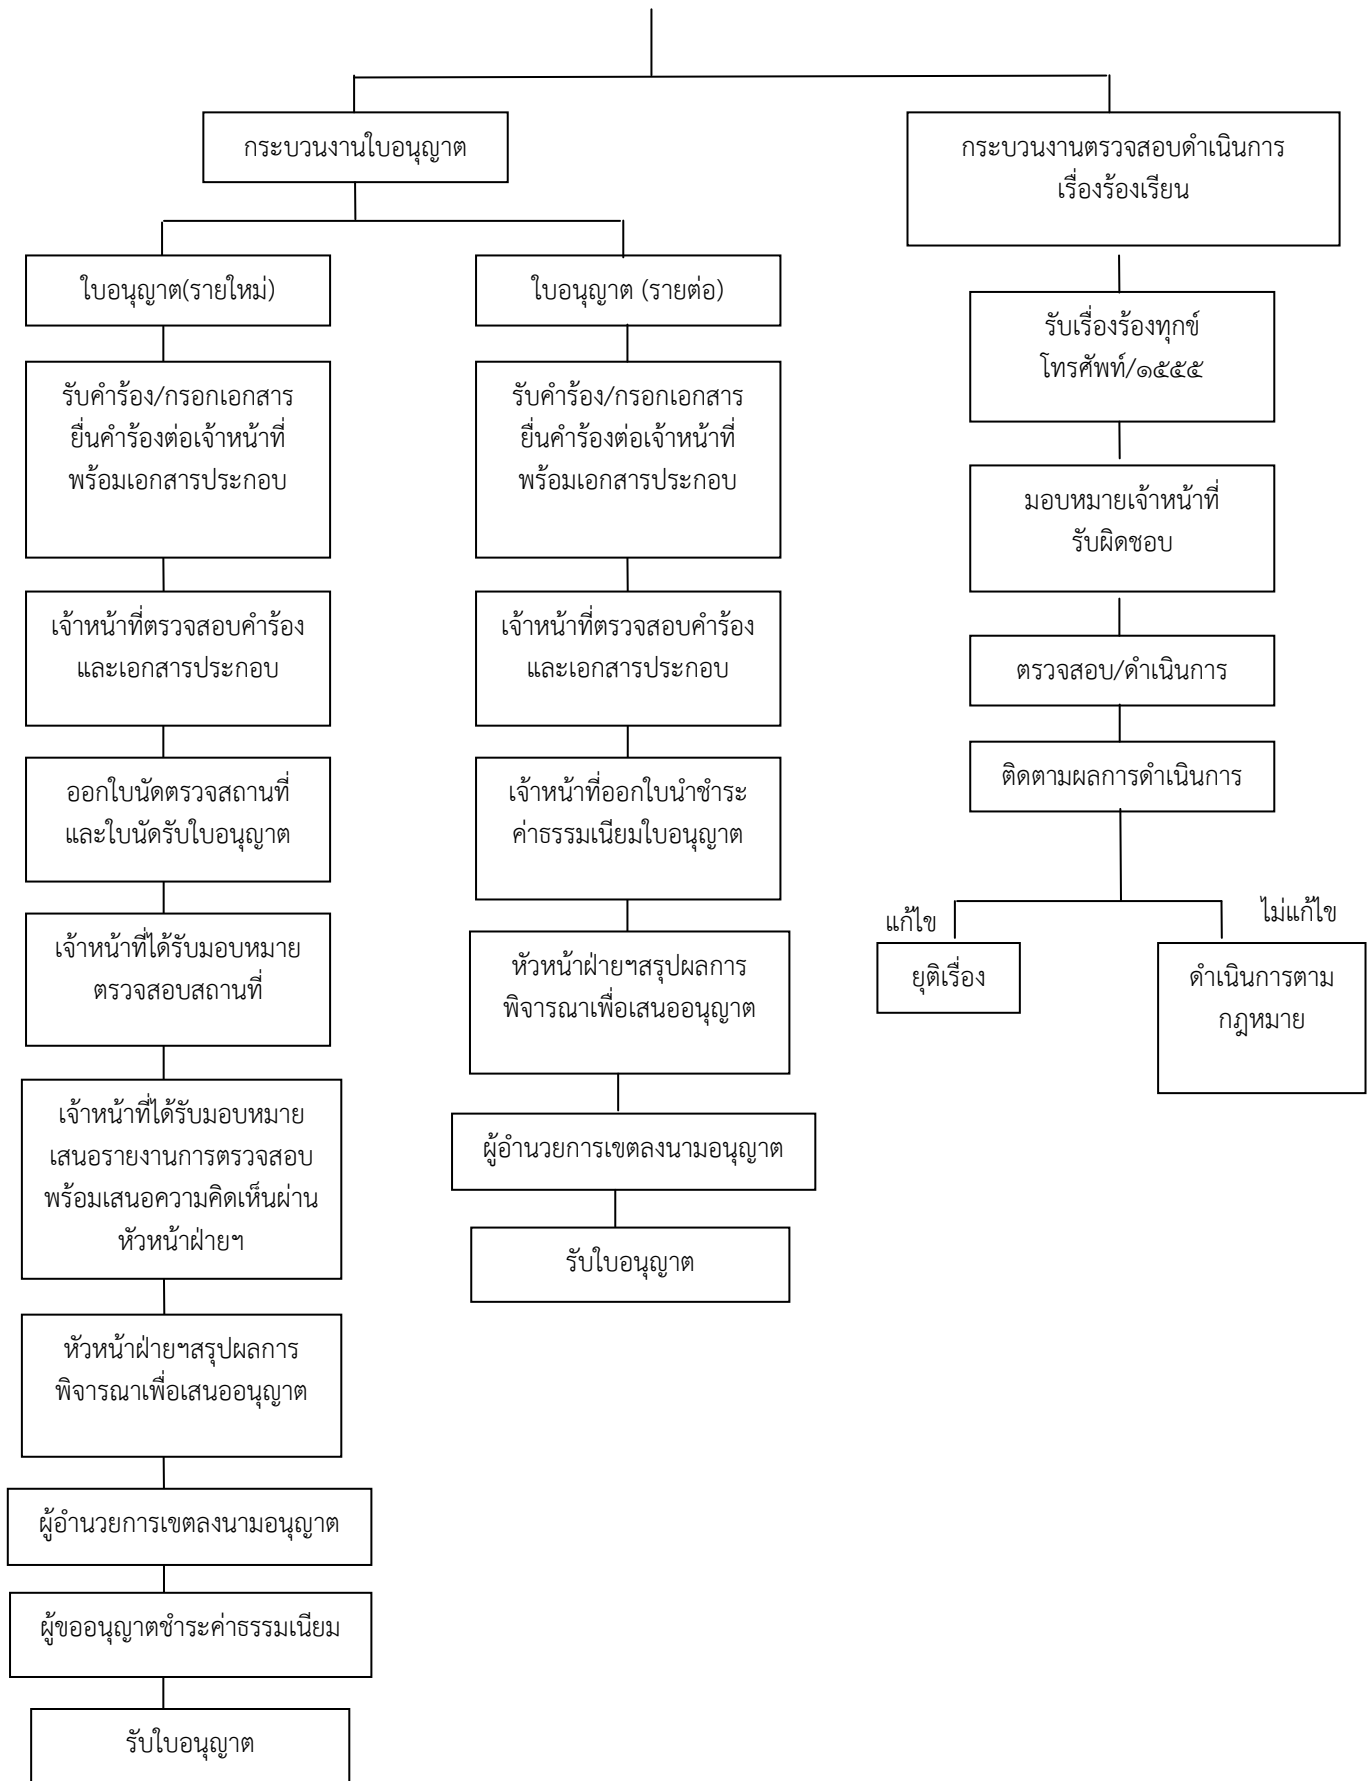 กระบวนงานใบอนุญาต
กระบวนงานตรวจสอบดำเนินการ
เรื่องร้องเรียน
ใบอนุญาต(รายใหม่)
รับคำร้อง/กรอกเอกสาร
ยื่นคำร้องต่อเจ้าหน้าที่
พร้อมเอกสารประกอบ
เจ้าหน้าที่ตรวจสอบคำร้อง
และเอกสารประกอบ
ออกใบนัดตรวจสถานที่
และใบนัดรับใบอนุญาต
เจ้าหน้าที่ได้รับมอบหมาย
ตรวจสอบสถานที่
เจ้าหน้าที่ได้รับมอบหมาย
เสนอรายงานการตรวจสอบ
พร้อมเสนอความคิดเห็นผ่าน
หัวหน้าฝ่ายฯ
หัวหน้าฝ่ายฯสรุปผลการ
พิจารณาเพื่อเสนออนุญาต
ผู้อำนวยการเขตลงนามอนุญาต
ผู้ขออนุญาตชำระค่าธรรมเนียม
รับใบอนุญาต
ใบอนุญาต (รายต่อ)
รับคำร้อง/กรอกเอกสาร
ยื่นคำร้องต่อเจ้าหน้าที่
พร้อมเอกสารประกอบ
เจ้าหน้าที่ตรวจสอบคำร้อง
และเอกสารประกอบ
เจ้าหน้าที่ออกใบนำชำระ
ค่าธรรมเนียมใบอนุญาต
หัวหน้าฝ่ายฯสรุปผลการ
พิจารณาเพื่อเสนออนุญาต
ผู้อำนวยการเขตลงนามอนุญาต
รับใบอนุญาต
รับเรื่องร้องทุกข์
โทรศัพท์/๑๕๕๕
มอบหมายเจ้าหน้าที่
รับผิดชอบ
ตรวจสอบ/ดำเนินการ
ติดตามผลการดำเนินการ
แก้ไข
ยุติเรื่อง
ไม่แก้ไข
ดำเนินการตาม
กฎหมาย